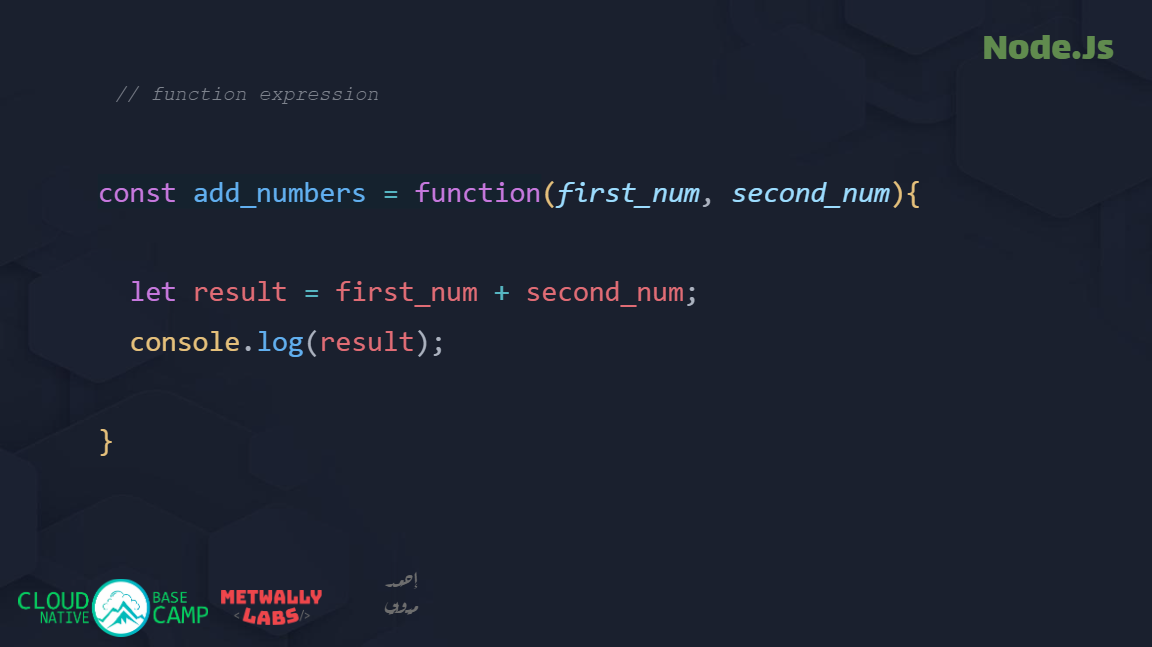 Node.Js
// function expression
const add_numbers = function(first_num, second_num){
let result = first_num + second_num;
console.log(result);
}
CLOUD NATIVE BASE CAMP
METWALLY
<LABS/>
إحمد